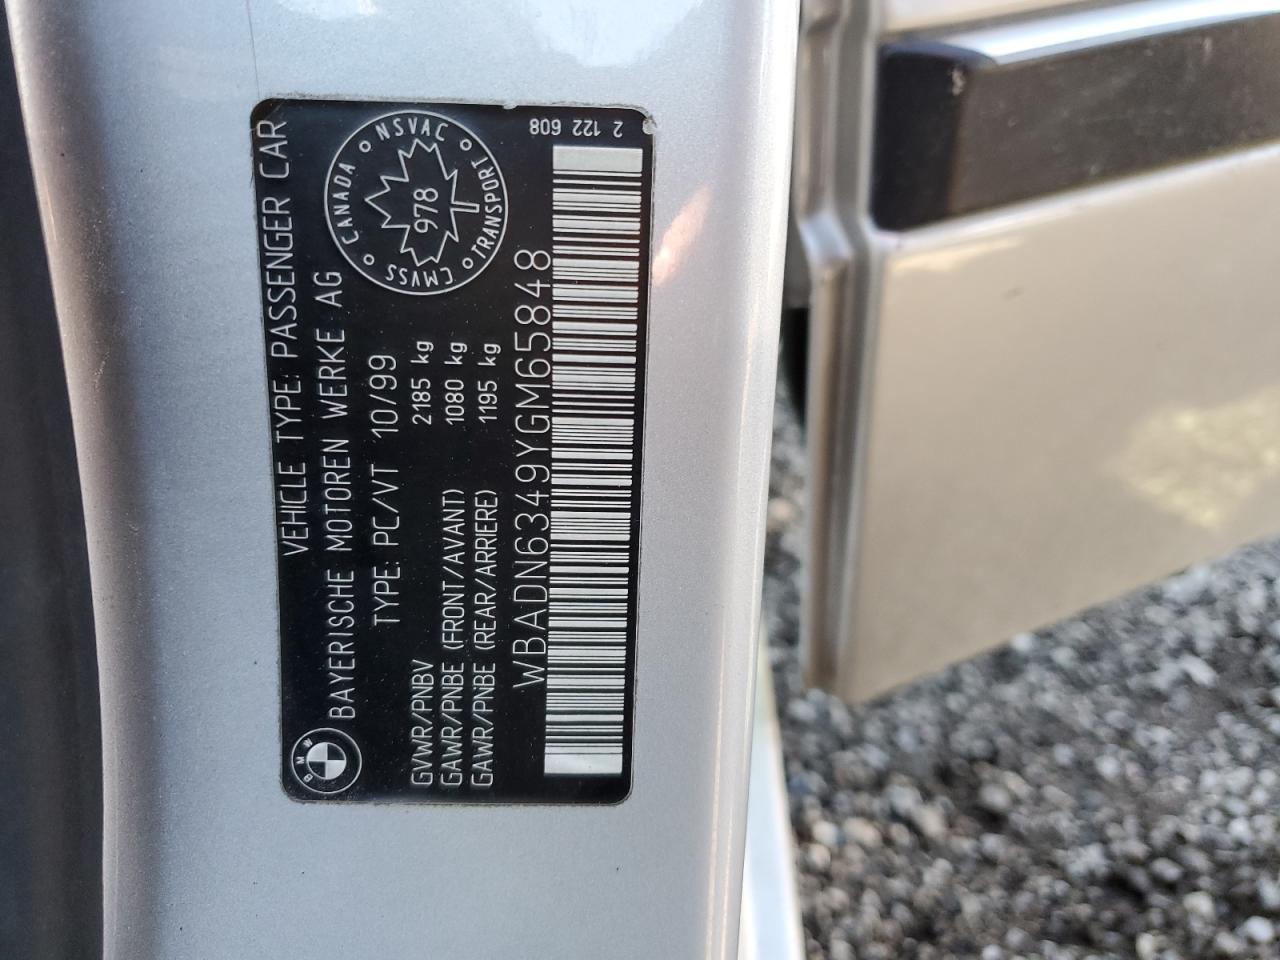 VEHICLE TYPE: PASSENGER CAR
BMW
BAYERISCHE MOTOREN WERKE AG
TYPE: PC/VT 10/99
CANADA NSVAC
TRANSPORT
CMVSS
978
GVWR/PNBV 2185 kg
GAWR/PNBE (FRONT/AVANT) 1080 kg
GAWR/PNBE (REAR/ARRIERE) 1195 kg
WBADN6349YGM65848
2 122 608